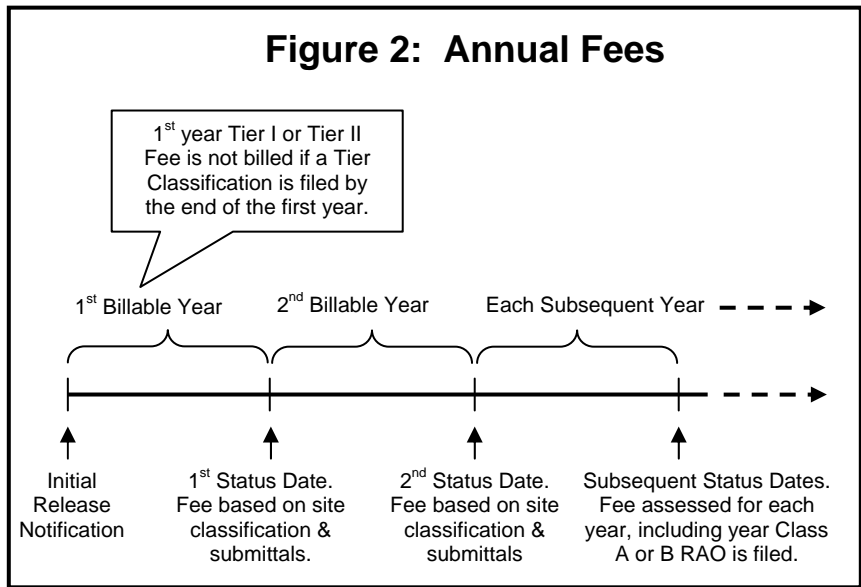 Figure 2: Annual Fees
1st year Tier I or Tier II
Fee is not billed if a Tier
Classification is filed by
the end of the first year.
1st Billable Year
2nd Billable Year
Each Subsequent Year
Initial
Release
Notification
1st Status Date.
Fee based on site
classification &
submittals.
2nd Status Date.
Fee based on site
classification &
submittals
Subsequent Status Dates.
Fee assessed for each
year, including year Class
A or B RAO is filed.